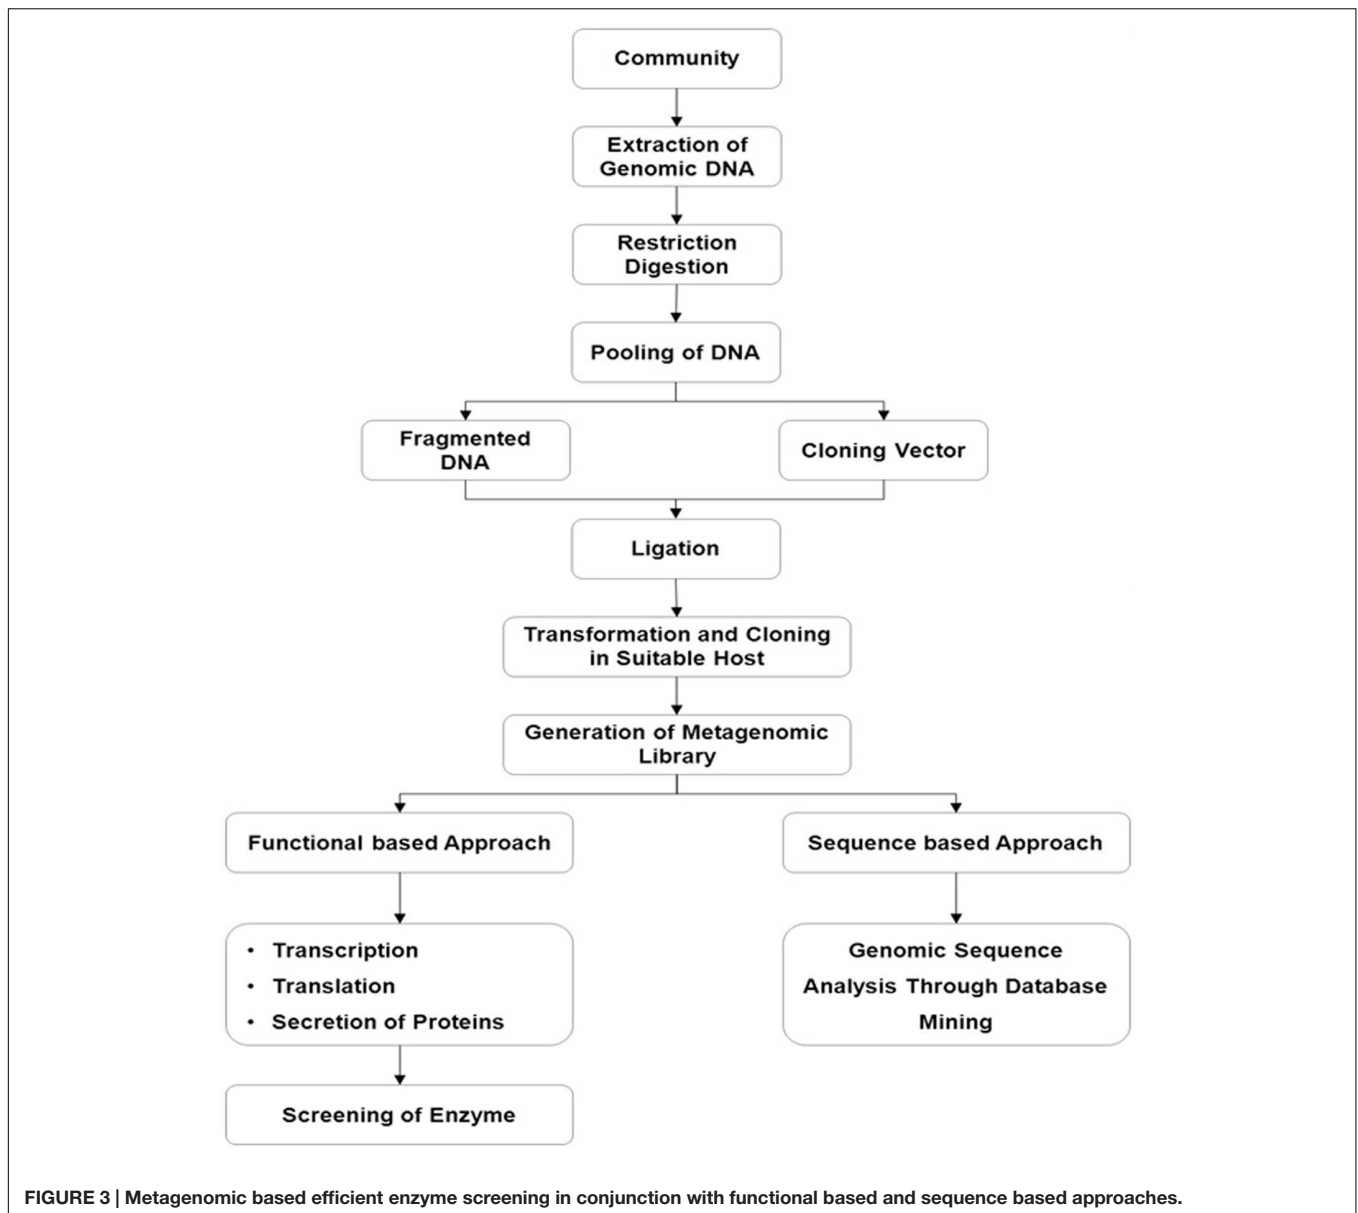 Community
Extraction of
Genomic DNA
Restriction
Digestion
Pooling of DNA
Fragmented
DNA
Cloning Vector
Ligation
Transformation and Cloning
in Suitable Host
Generation of Metagenomic
Library
Functional based Approach
Sequence based Approach
• Transcription
• Translation
• Secretion of Proteins
Genomic Sequence
Analysis Through Database
Mining
Screening of Enzyme
FIGURE 3 | Metagenomic based efficient enzyme screening in conjunction with functional based and sequence based approaches.